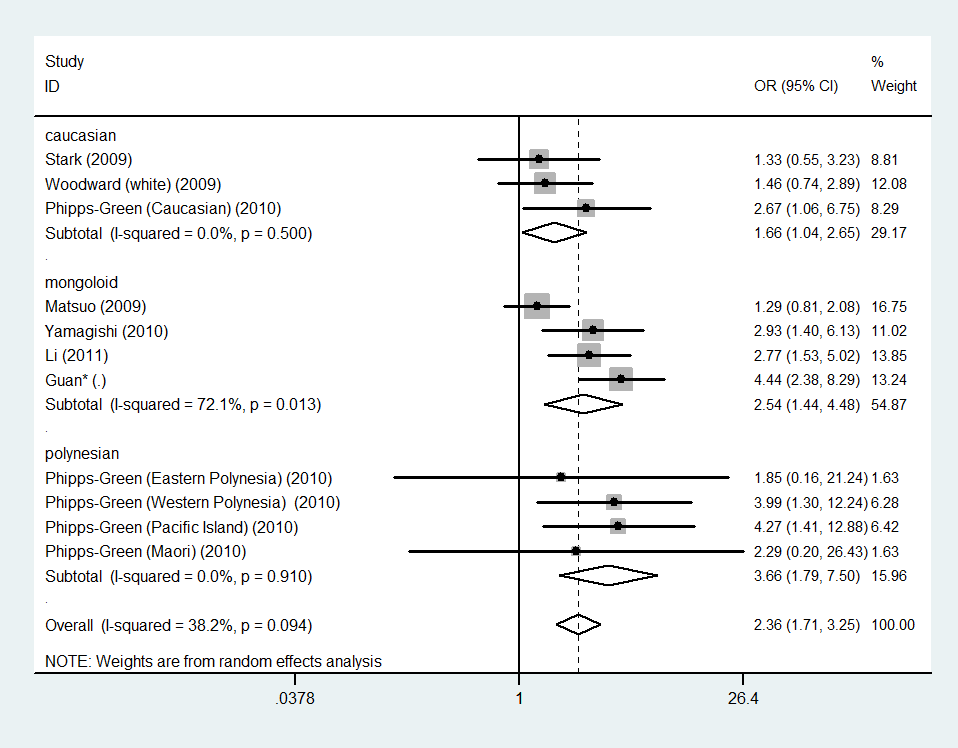 Study %
ID OR (95% CI) Weight
caucasian
Stark (2009) 1.33 (0.55, 3.23) 8.81
Woodward (white) (2009) 1.46 (0.74, 2.89) 12.08
Phipps-Green (Caucasian) (2010) 2.67 (1.06, 6.75) 8.29
Subtotal (I-squared = 0.0%, p = 0.500) 1.66 (1.04, 2.65) 29.17
.
mongoloid
Matsuo (2009) 1.29 (0.81, 2.08) 16.75
Yamagishi (2010) 2.93 (1.40, 6.13) 11.02
Li (2011) 2.77 (1.53, 5.02) 13.85
Guan* (.) 4.44 (2.38, 8.29) 13.24
Subtotal (I-squared = 72.1%, p = 0.013) 2.54 (1.44, 4.48) 54.87
.
polynesian
Phipps-Green (Eastern Polynesia) (2010) 1.85 (0.16, 21.24) 1.63
Phipps-Green (Western Polynesia) (2010) 3.99 (1.30, 12.24) 6.28
Phipps-Green (Pacific Island) (2010) 4.27 (1.41, 12.88) 6.42
Phipps-Green (Maori) (2010) 2.29 (0.20, 26.43) 1.63
Subtotal (I-squared = 0.0%, p = 0.910) 3.66 (1.79, 7.50) 15.96
.
Overall (I-squared = 38.2%, p = 0.094) 2.36 (1.71, 3.25) 100.00
NOTE: Weights are from random effects analysis
.0378 1 26.4